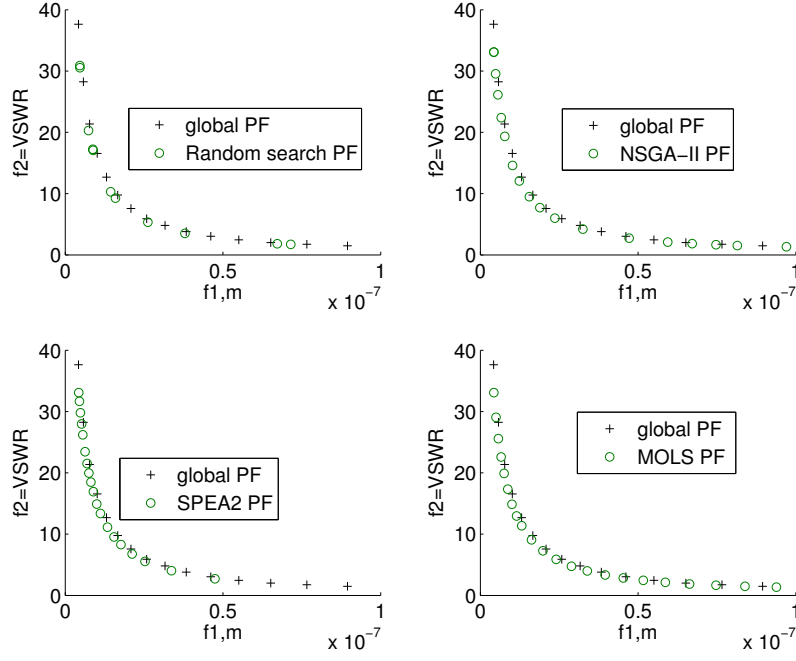 40
30
20
10
0
f2=VSWR
global PF
Random search PF
0 0.5 1
f1,m
x 10⁻⁷
40
30
20
10
0
f2=VSWR
global PF
NSGA−II PF
0 0.5 1
f1,m
x 10⁻⁷
40
30
20
10
0
f2=VSWR
global PF
SPEA2 PF
0 0.5 1
f1,m
x 10⁻⁷
40
30
20
10
0
f2=VSWR
global PF
MOLS PF
0 0.5 1
f1,m
x 10⁻⁷